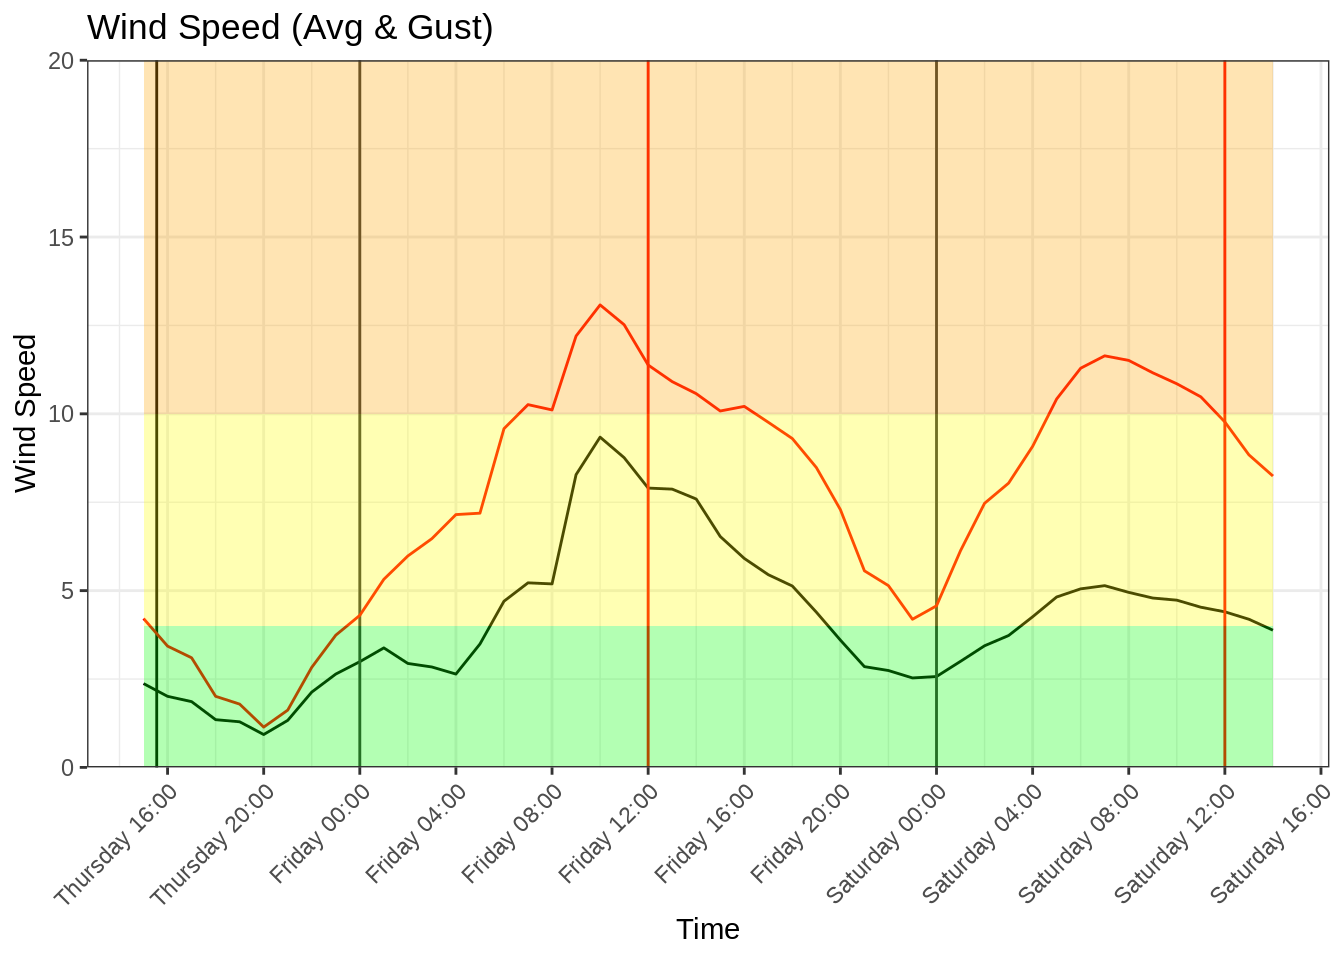 Wind Speed (Avg & Gust)
20
15
10
5
0
Wind Speed
Thursday 16:00
Thursday 20:00
Friday 00:00
Friday 04:00
Friday 08:00
Friday 12:00
Friday 16:00
Friday 20:00
Saturday 00:00
Saturday 04:00
Saturday 08:00
Saturday 12:00
Saturday 16:00
Time